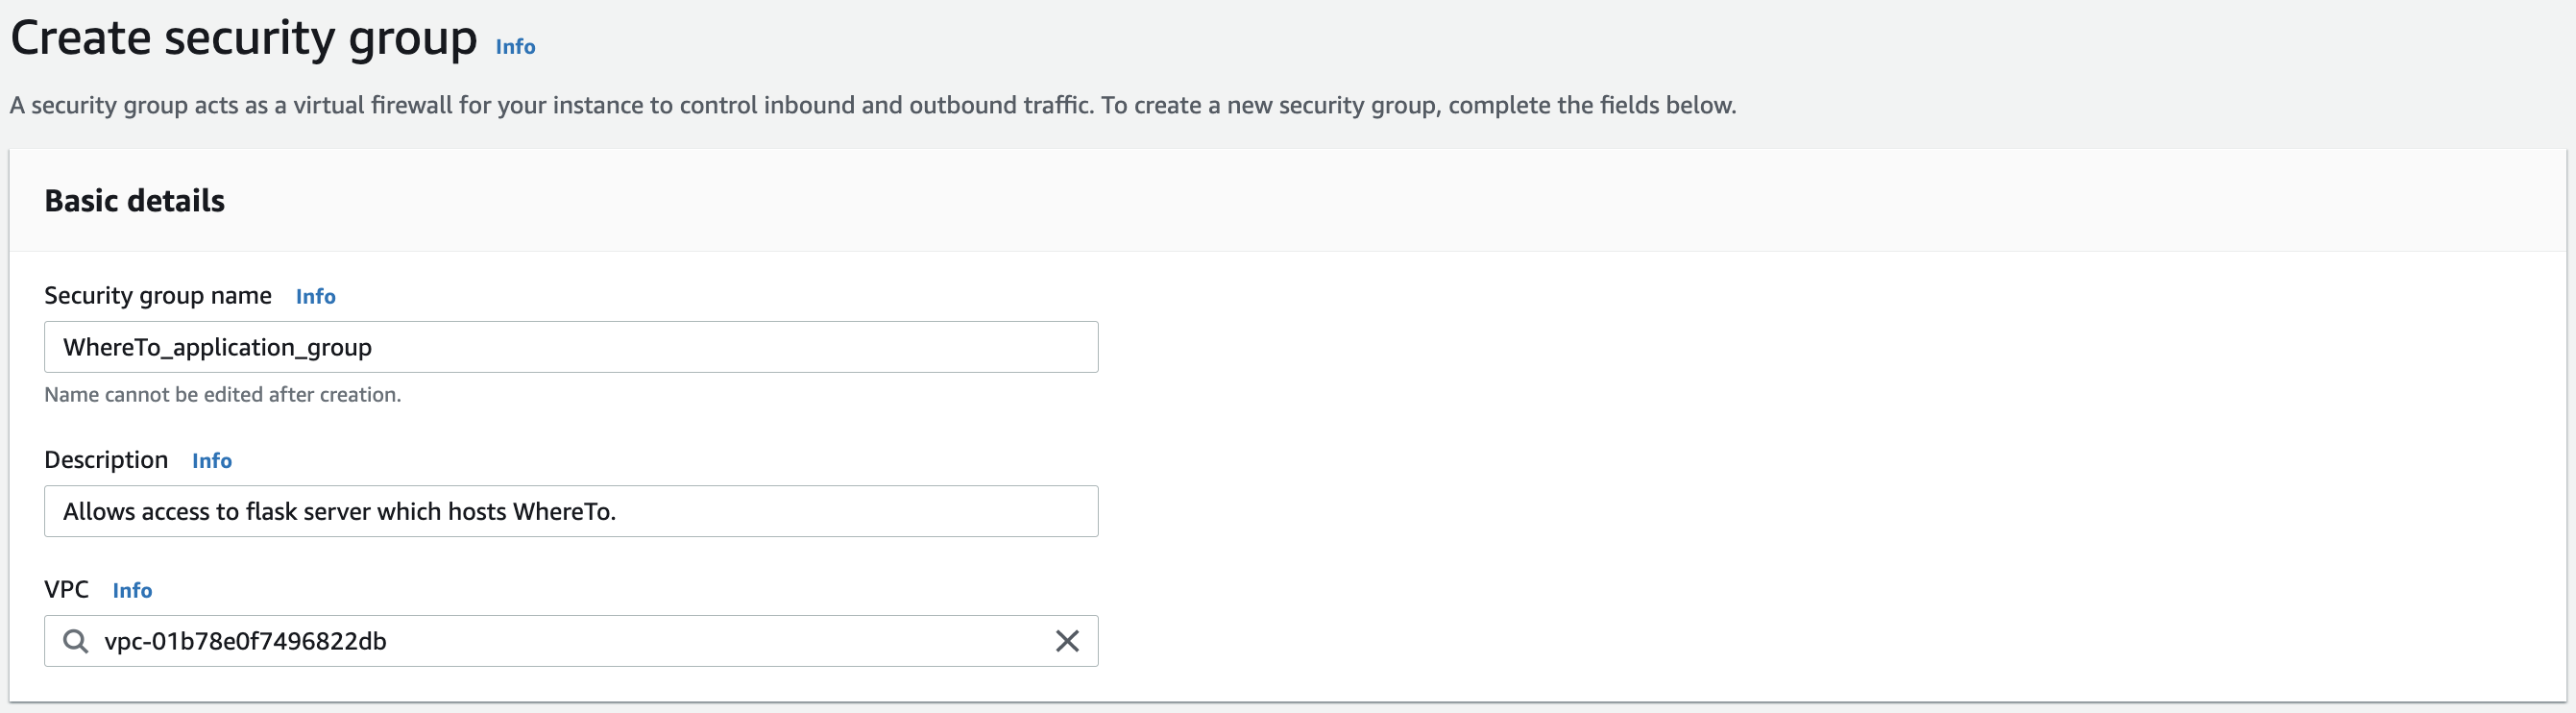 Create security group Info
A security group acts as a virtual firewall for your instance to control inbound and outbound traffic. To create a new security group, complete the fields below.
Basic details
Security group name Info
WhereTo_application_group
Name cannot be edited after creation.
Description Info
Allows access to flask server which hosts WhereTo.
VPC Info
vpc-01b78e0f7496822db